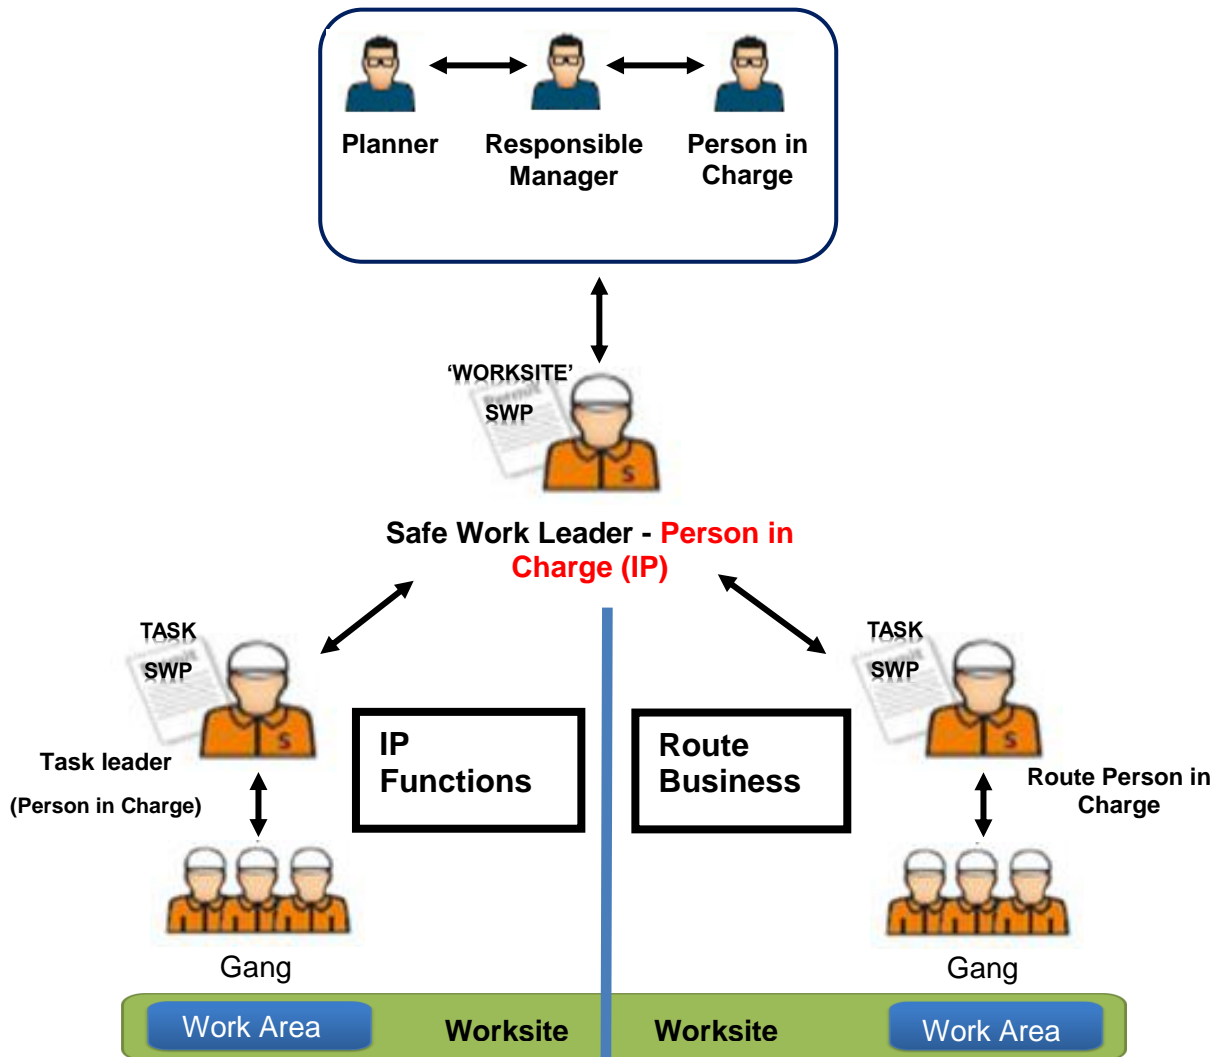 Planner
Responsible
Manager
Person in
Charge
'WORKSITE'
SWP
Permit
S
Safe Work Leader - Person in
Charge (IP)
TASK
SWP
S
TASK
SWP
S
IP
Functions
Route
Business
Task leader
(Person in Charge)
Route Person in
Charge
Gang
Gang
Work Area
Worksite
Worksite
Work Area